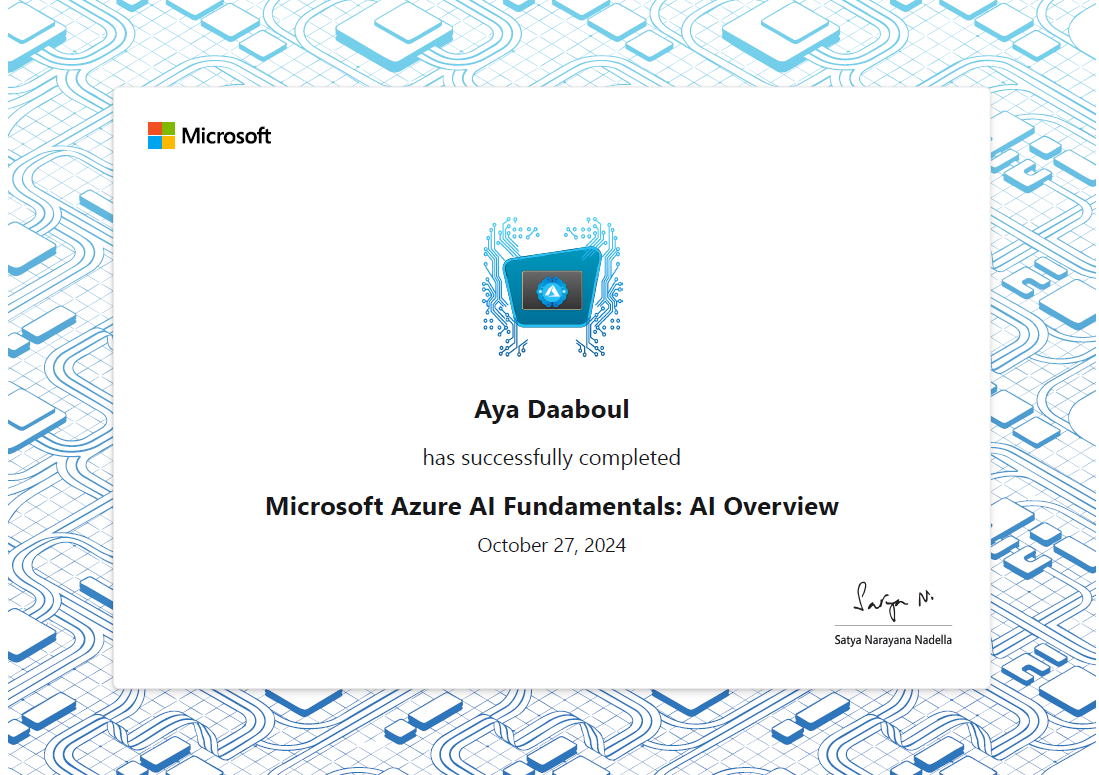 Microsoft
Aya Daaboul
has successfully completed
Microsoft Azure AI Fundamentals: AI Overview
October 27, 2024
Satya N.
Satya Narayana Nadella